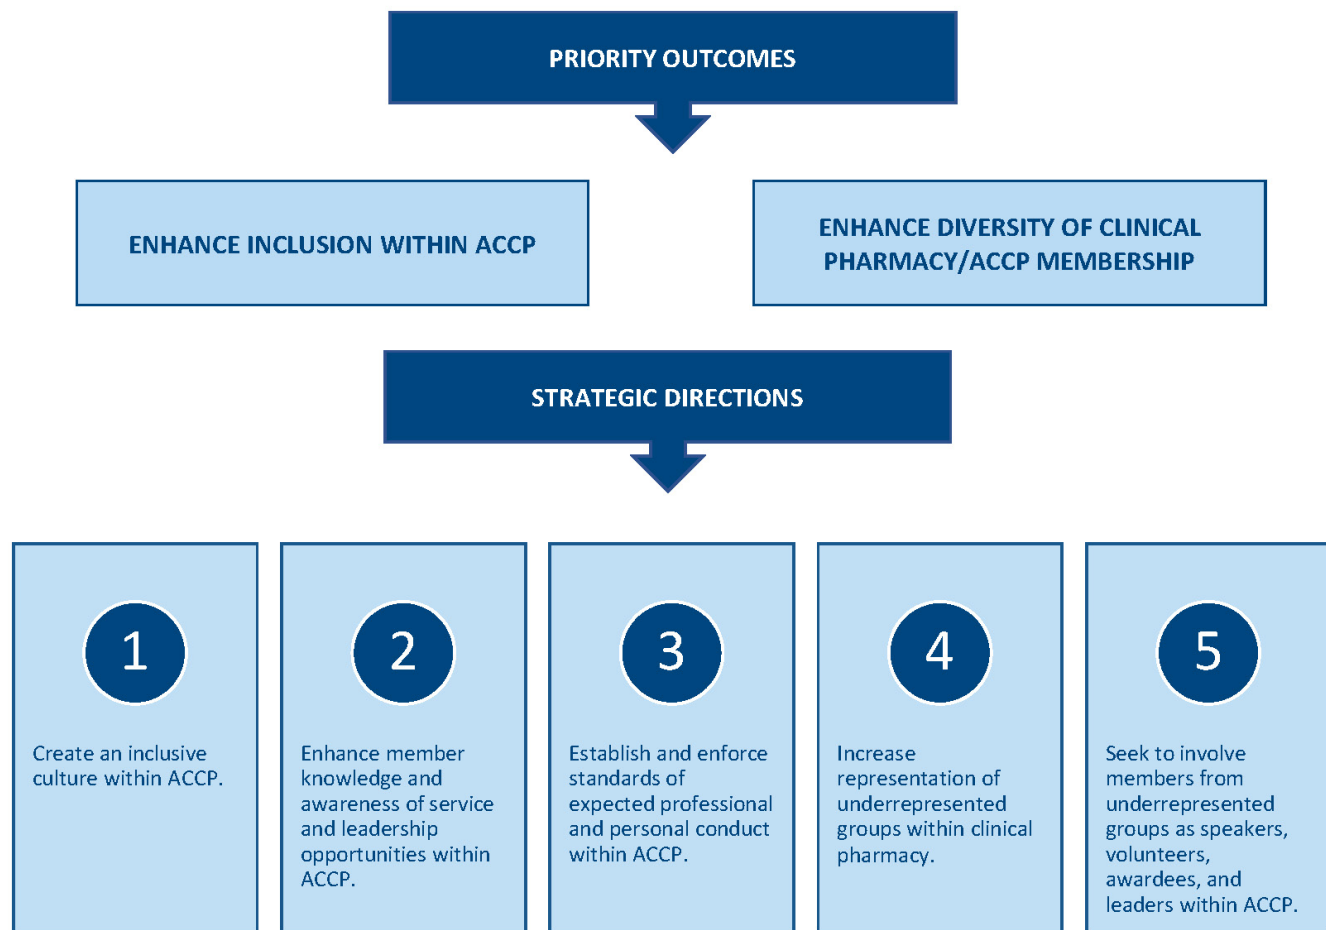 PRIORITY OUTCOMES
ENHANCE INCLUSION WITHIN ACCP
ENHANCE DIVERSITY OF CLINICAL
PHARMACY/ACCP MEMBERSHIP
STRATEGIC DIRECTIONS
1
Create an inclusive
culture within ACCP.
2
Enhance member
knowledge and
awareness of service
and leadership
opportunities within
ACCP.
3
Establish and enforce
standards of
expected professional
and personal conduct
within ACCP.
4
Increase
representation of
underrepresented
groups within clinical
pharmacy.
5
Seek to involve
members from
underrepresented
groups as speakers,
volunteers,
awardees, and
leaders within ACCP.